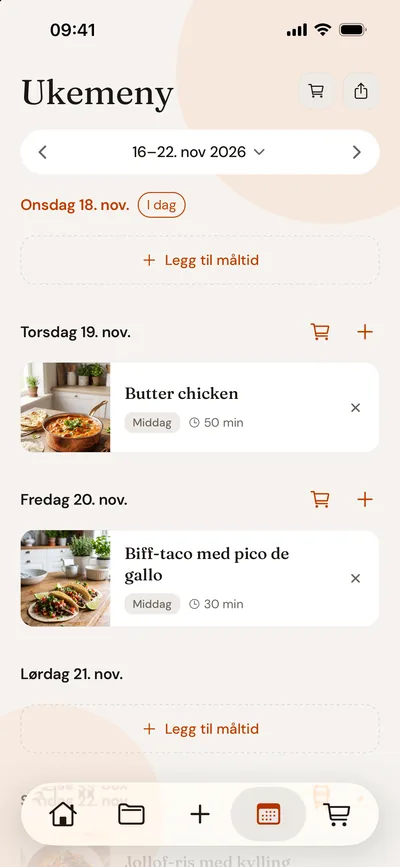 09:41
Ukemeny
16–22. nov 2026
Onsdag 18. nov. I dag
Legg til måltid
Torsdag 19. nov.
Butter chicken
Middag 50 min
Fredag 20. nov.
Biff-taco med pico de
gallo
Middag 30 min
Lørdag 21. nov.
Legg til måltid
22. nov.
Jollof-ris med kylling